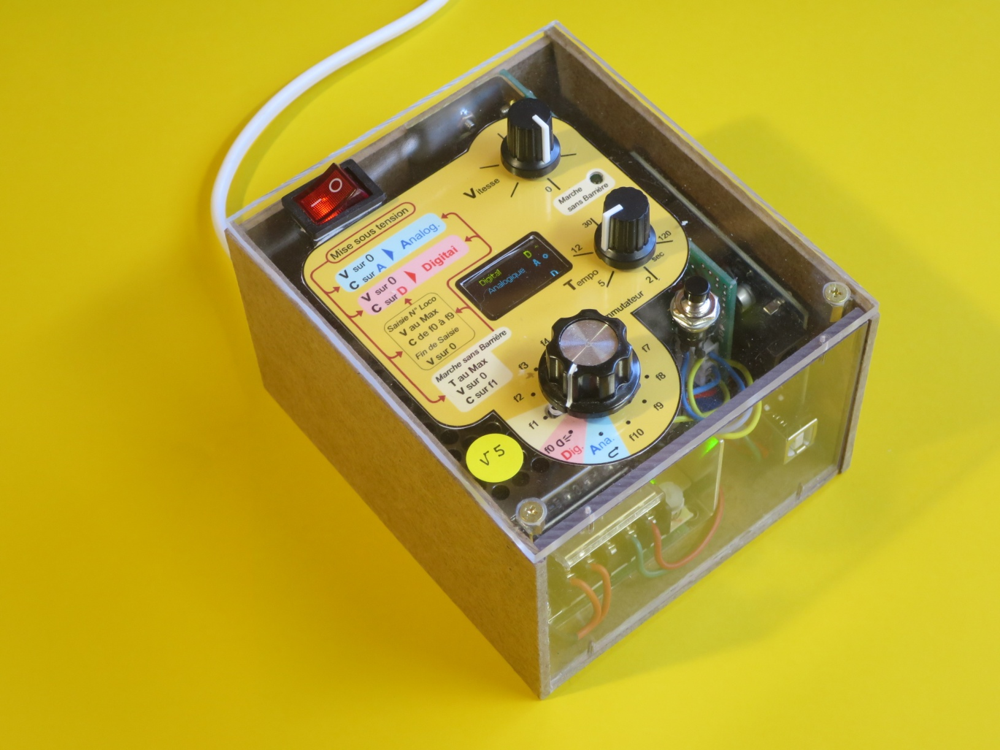 Vitesse
0
Marche
sans Barrière
Mise sous tension
V sur 0
C sur A Analog.
V sur 0
C sur D Digital
Saisie N° Loco
V au Max
C de f0 à f9
Fin de Saisie
V sur 0
Marche sans Barrière
T au Max
V sur 0
C sur f1
Digital D
Analogique A
Tempo
2
5
12
30
120
sec
mmutateur
f4
f3
f2
f1
f0
Dig.
Ana.
f10
f9
f8
f7
V5